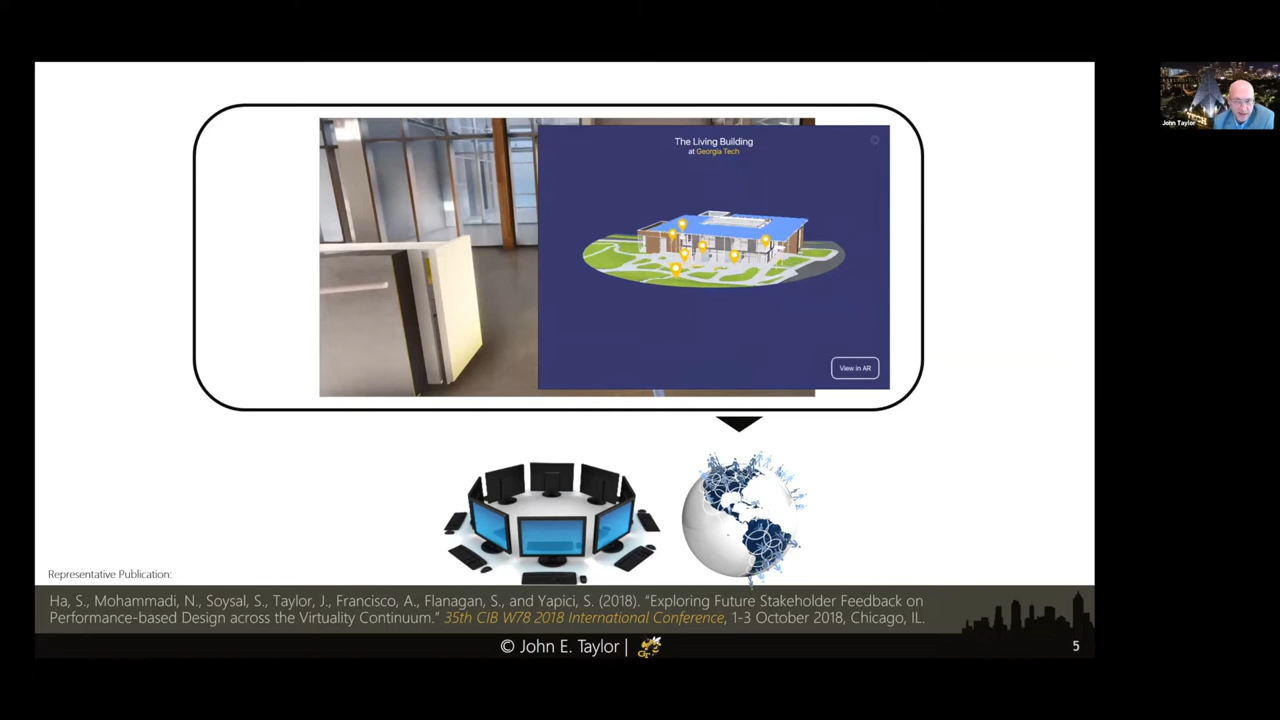 The Living Building
at Georgia Tech
View in AR
Representative Publication:
Ha, S., Mohammadi, N., Soysal, S., Taylor, J., Francisco, A., Flanagan, S., and Yapici, S. (2018). “Exploring Future Stakeholder Feedback on
Performance-based Design across the Virtuality Continuum.” 35th CIB W78 2018 International Conference, 1-3 October 2018, Chicago, IL.
© John E. Taylor |
GT
5
TECH
John Taylor